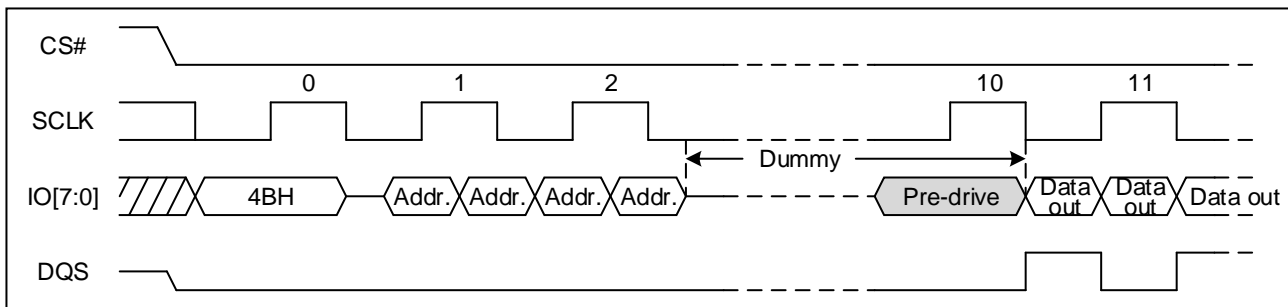 CS#
0 1 2 10 11
SCLK
Dummy
IO[7:0] 4BH Addr. Addr. Addr. Addr. Pre-drive Data out Data out Data out
DQS